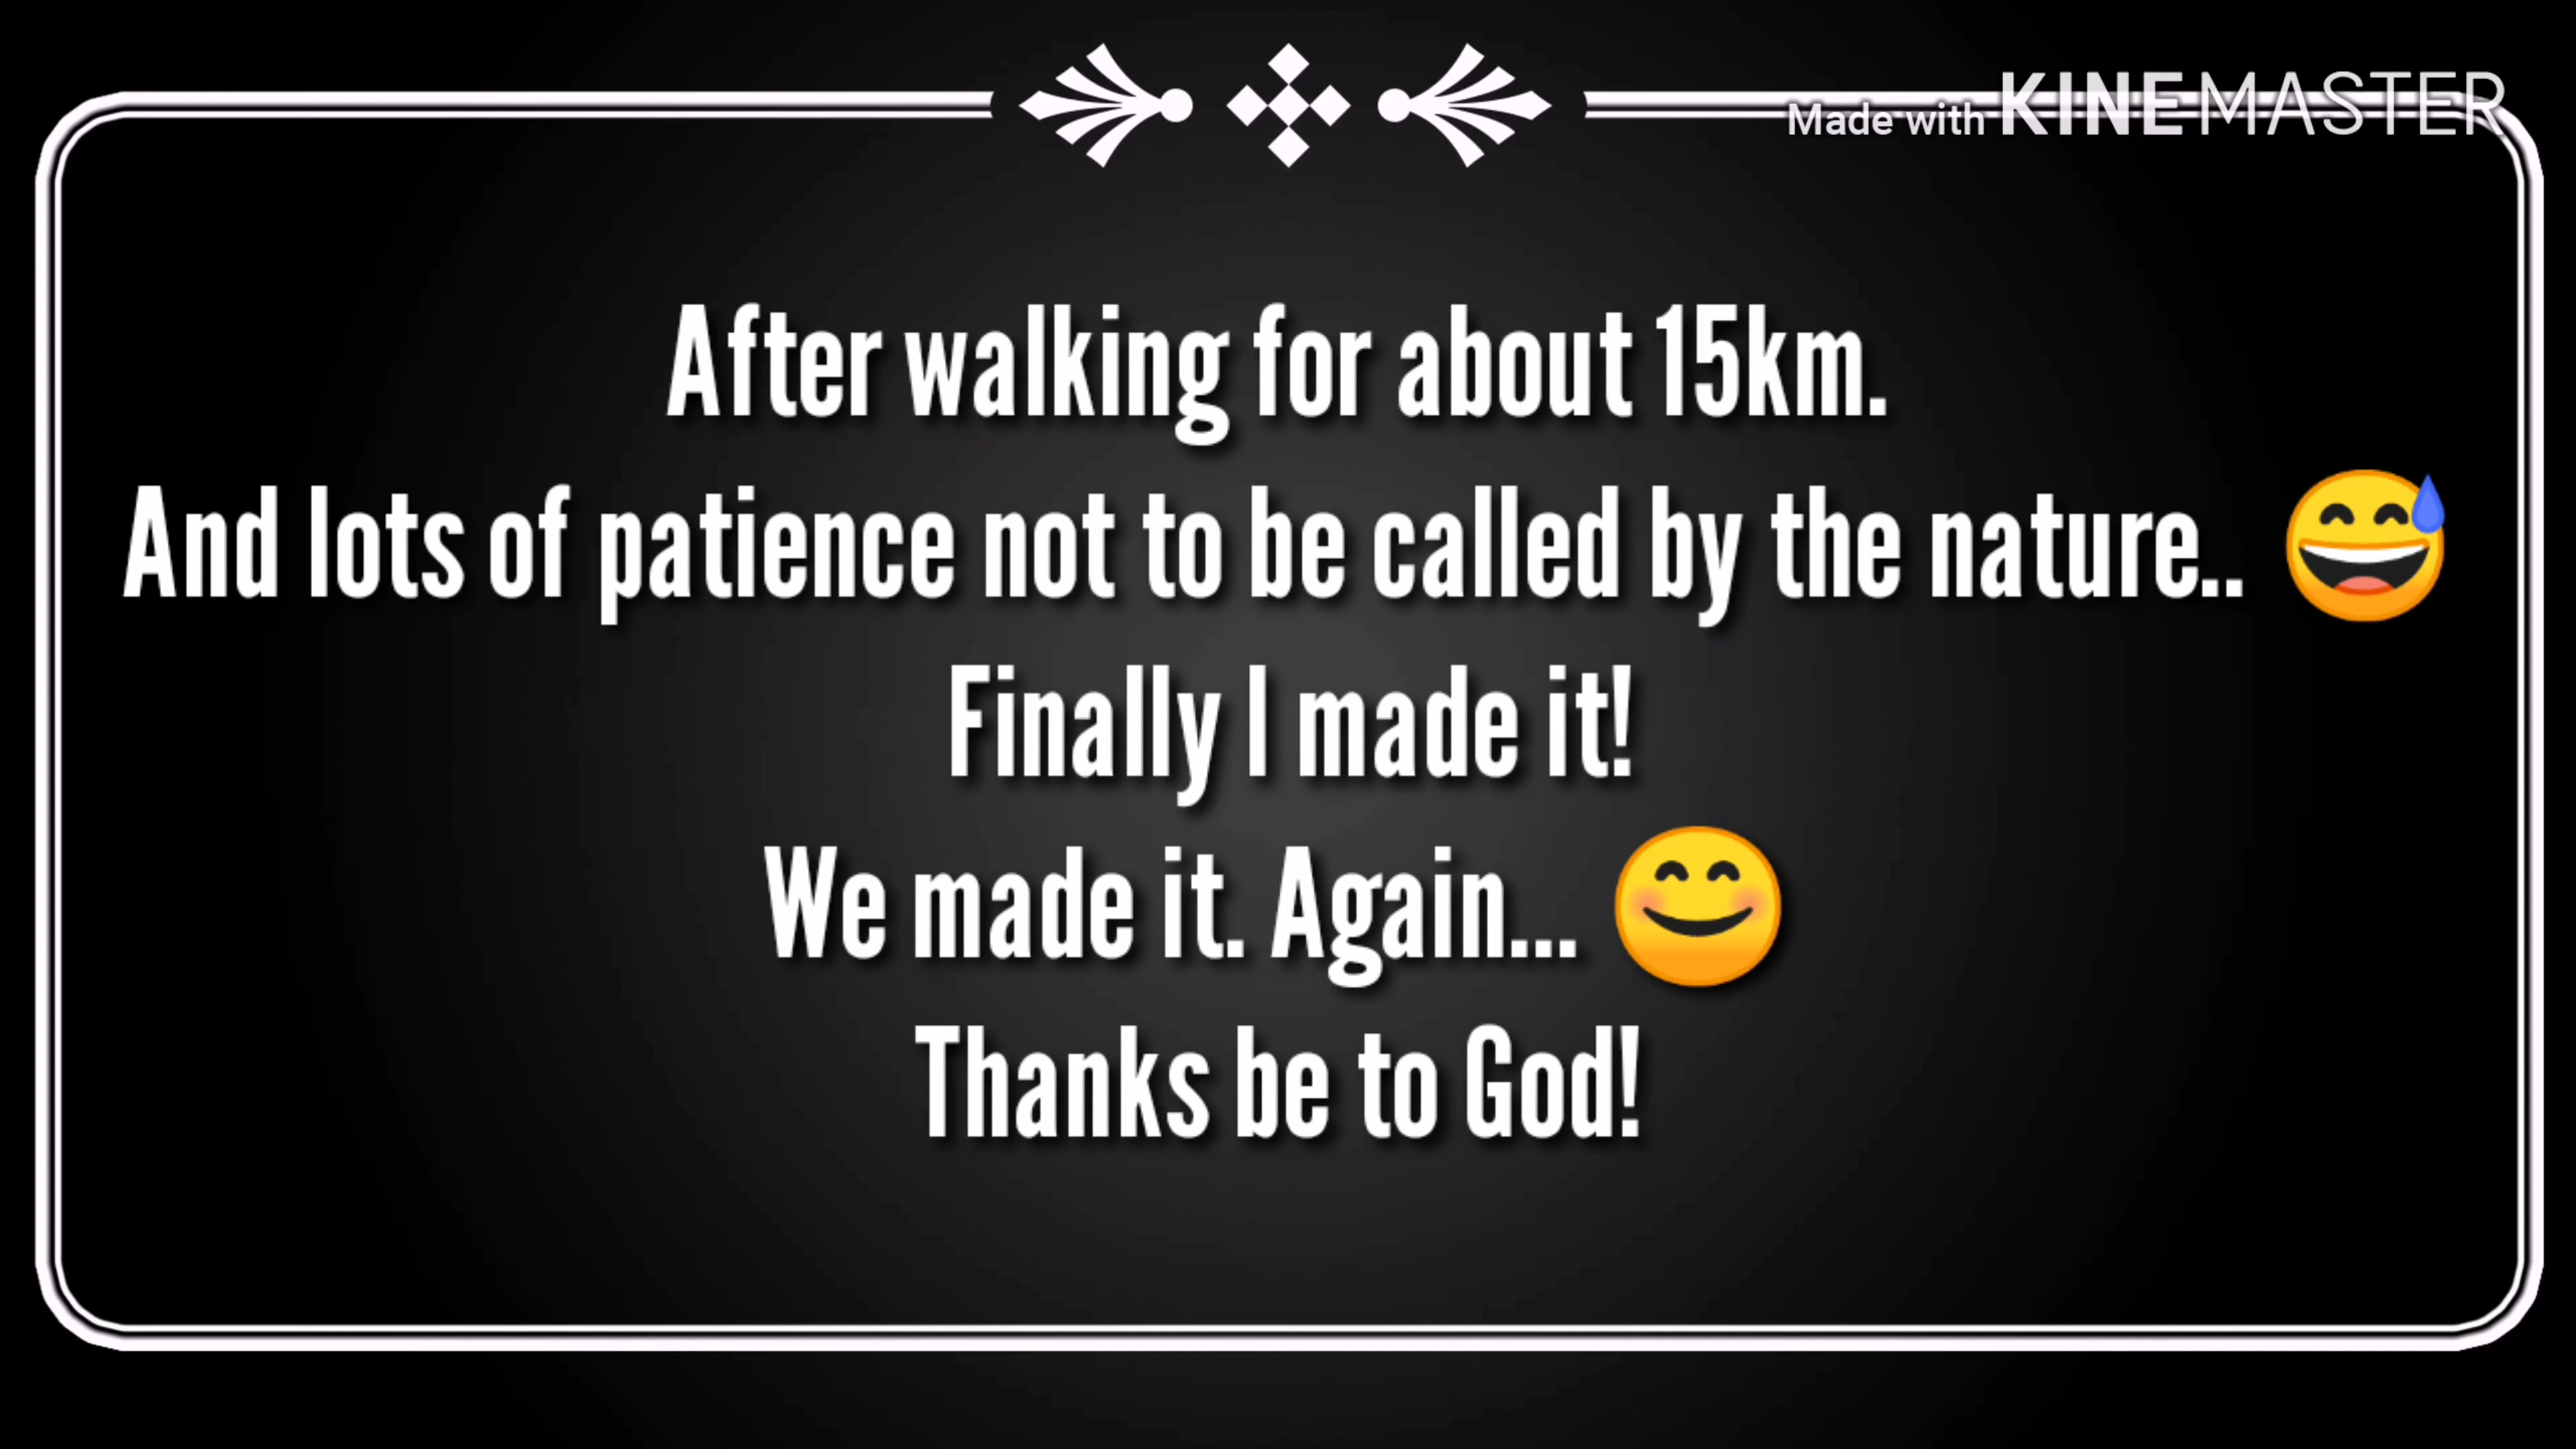 Made with KINEMASTER
After walking for about 15km.
And lots of patience not to be called by the nature.. 😅
Finally I made it!
We made it. Again... 😊
Thanks be to God!